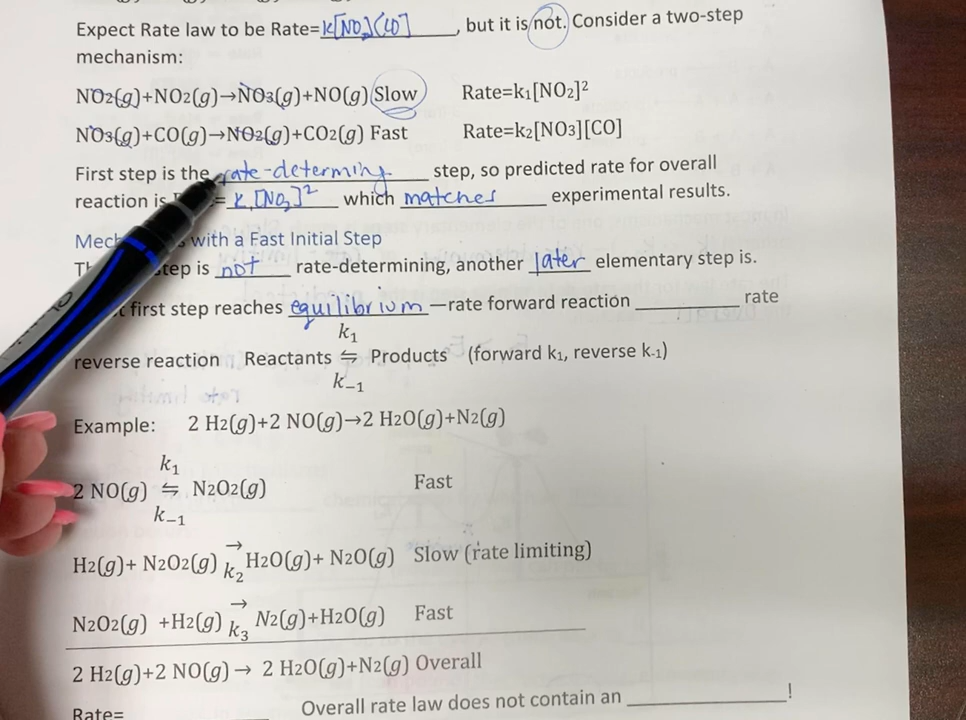 Expect Rate law to be Rate=k[NO2][CO], but it is not. Consider a two-step
mechanism:
NO2(g)+NO2(g)→NO3(g)+NO(g) Slow Rate=k1[NO2]²
NO3(g)+CO(g)→NO2(g)+CO2(g) Fast Rate=k2[NO3][CO]
First step is the rate-determining step, so predicted rate for overall
reaction is = k1[NO2]² which matches experimental results.
with a Fast Initial Step
step is not rate-determining, another later elementary step is.
first step reaches equilibrium—rate forward reaction ________ rate
k1
reverse reaction Reactants ⇋ Products (forward k1, reverse k-1)
k−1
Example: 2 H2(g)+2 NO(g)→2 H2O(g)+N2(g)
k1
2 NO(g) ⇋ N2O2(g) Fast
k−1
H2(g)+ N2O2(g) →k2 H2O(g)+ N2O(g) Slow (rate limiting)
N2O2(g) +H2(g) →k3 N2(g)+H2O(g) Fast
2 H2(g)+2 NO(g)→ 2 H2O(g)+N2(g) Overall
Rate=____________ Overall rate law does not contain an ____________!